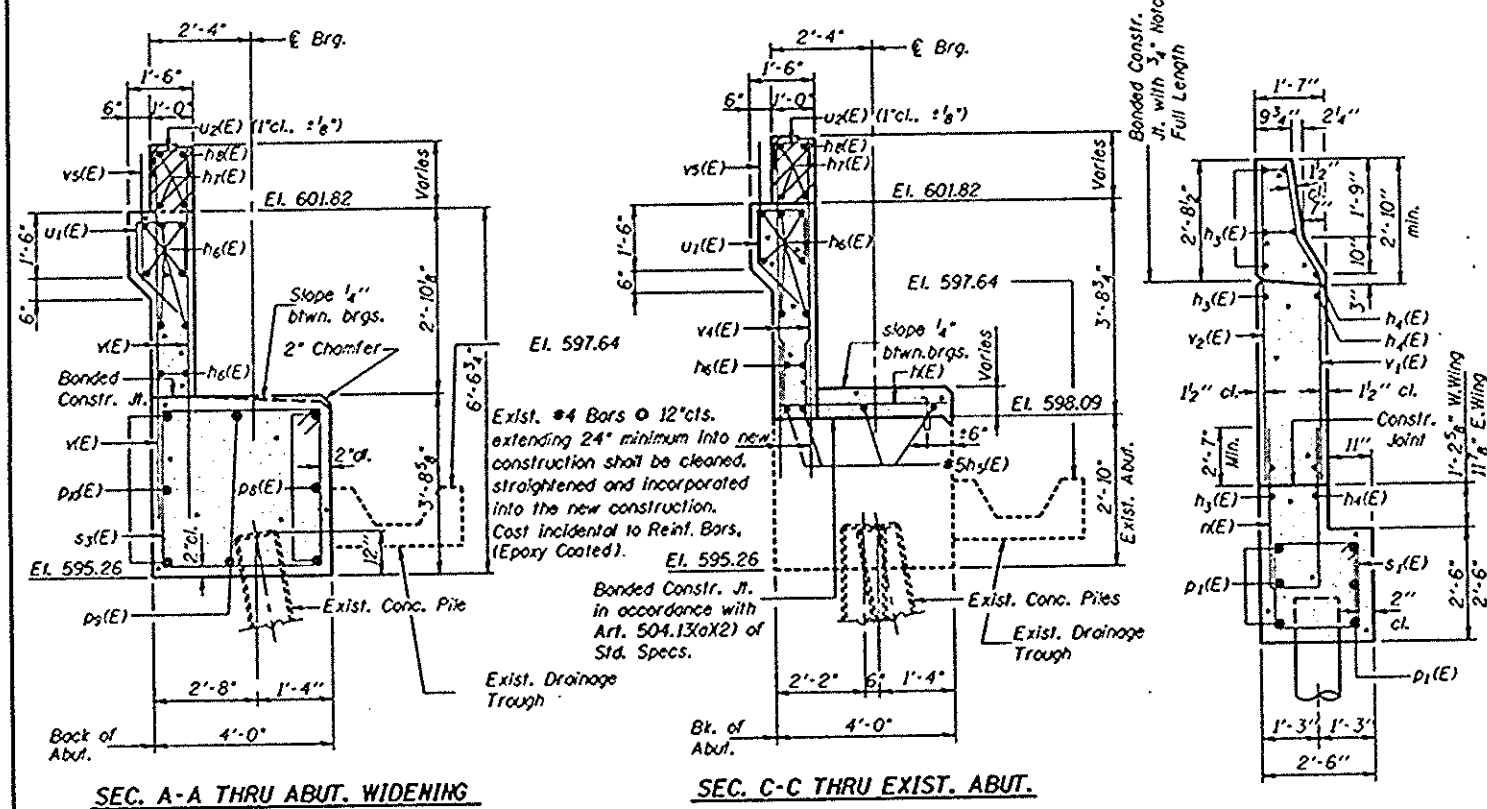 2'-4"
℄ Brg.
1'-6"
6"
1'-0"
u2(E) (1"cl., ±1/8")
h8(E)
h7(E)
v5(E)
Varies
El. 601.82
u1(E)
1'-6"
h6(E)
6"
Slope 1/4"
btwn. brgs.
2" Chamfer
2'-10 1/8"
6'-6 3/4"
v(E)
h6(E)
Bonded
Constr. Jt.
El. 597.64
v(E)
2"cl.
p8(E)
3'-8 5/8"
s3(E)
2"cl.
12"
El. 595.26
p9(E)
Exist. Conc. Pile
Exist. Drainage
Trough
2'-8"
1'-4"
Back of
Abut.
4'-0"
SEC. A-A THRU ABUT. WIDENING
Exist. #4 Bars @ 12"cts.
extending 24" minimum into new
construction shall be cleaned,
straightened and incorporated
into the new construction.
Cost incidental to Reinf. Bars,
(Epoxy Coated).
2'-4"
℄ Brg.
1'-6"
6"
1'-0"
u2(E) (1"cl., ±1/8")
h8(E)
h7(E)
v5(E)
Varies
El. 601.82
u1(E)
1'-6"
h6(E)
6"
El. 597.64
3'-8 3/4"
slope 1/4"
btwn.brgs.
v4(E)
h6(E)
h(E)
Varies
El. 598.09
±6"
#5h5(E)
2'-10"
Exist. Abut.
El. 595.26
Bonded Constr. Jt.
in accordance with
Art. 504.13(a)(2) of
Std. Specs.
Exist. Conc. Piles
Exist. Drainage
Trough
2'-2"
6"
1'-4"
Bk. of
Abut.
4'-0"
SEC. C-C THRU EXIST. ABUT.
Bonded Constr.
Jt. with 3/4"
Full Length
1'-7"
9 3/4"
2 1/4"
1 1/2"
cl.
7"
1'-9"
2'-10"
min.
2'-8 1/2"
h3(E)
10"
3"
h3(E)
h4(E)
h4(E)
v2(E)
v1(E)
1 1/2" cl.
1 1/2" cl.
Constr.
Joint
2'-7"
Min.
11"
1'-2 5/8" W.Wing
11 7/8" E.Wing
h3(E)
h4(E)
n(E)
s1(E)
p1(E)
2"
cl.
2'-6"
2'-6"
p1(E)
1'-3"
1'-3"
2'-6"